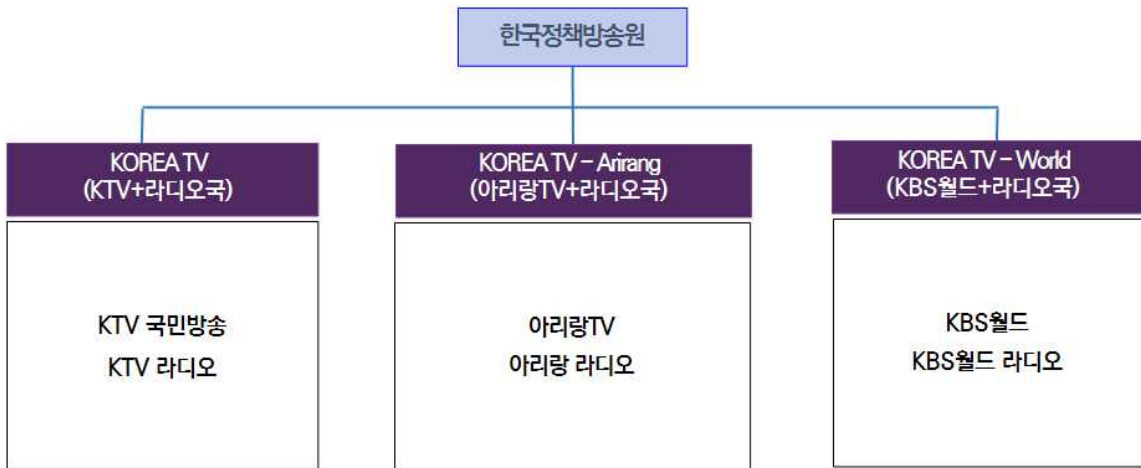 한국정책방송원
KOREA TV
(KTV+라디오국)
KOREA TV – Arirang
(아리랑TV+라디오국)
KOREA TV – World
(KBS월드+라디오국)
KTV 국민방송
KTV 라디오
아리랑TV
아리랑 라디오
KBS월드
KBS월드 라디오